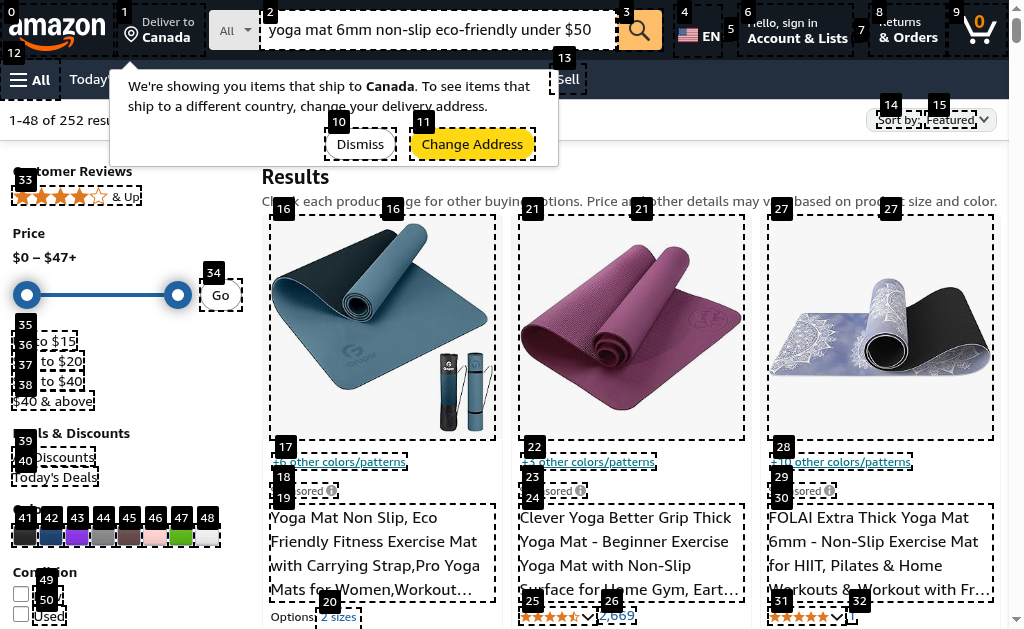 0 1 2 3 4 5 6 7 8 9
amazon
Deliver to
Canada
All
yoga mat 6mm non-slip eco-friendly under $50
EN
Hello, sign in
Account & Lists
Returns
& Orders
0
12
13
All
Today'
Sell
We're showing you items that ship to Canada. To see items that
ship to a different country, change your delivery address.
10 11
Dismiss
Change Address
14 15
1-48 of 252 resu
Sort by: Featured
Customer Reviews
33
& Up
Results
Check each product page for other buying options. Price and other details may vary based on product size and color.
16 16 21 21 27 27
Price
$0 – $47+
34
Go
35
to $15
36
to $20
37
to $40
38
$40 & above
Deals & Discounts
39
Discounts
40
Today's Deals
41 42 43 44 45 46 47 48
Condition
49
50
Used
Gruper
17
+6 other colors/patterns
18
Sponsored
19
Yoga Mat Non Slip, Eco
Friendly Fitness Exercise Mat
with Carrying Strap,Pro Yoga
Mats for Women,Workout…
20
Options: 2 sizes
22
+3 other colors/patterns
23
Sponsored
24
Clever Yoga Better Grip Thick
Yoga Mat - Beginner Exercise
Yoga Mat with Non-Slip
Surface for Home Gym, Eart…
25 26
2,669
28
+10 other colors/patterns
29
Sponsored
30
FOLAI Extra Thick Yoga Mat
6mm - Non-Slip Exercise Mat
for HIIT, Pilates & Home
Workouts & Workout with Fr…
31 32
1